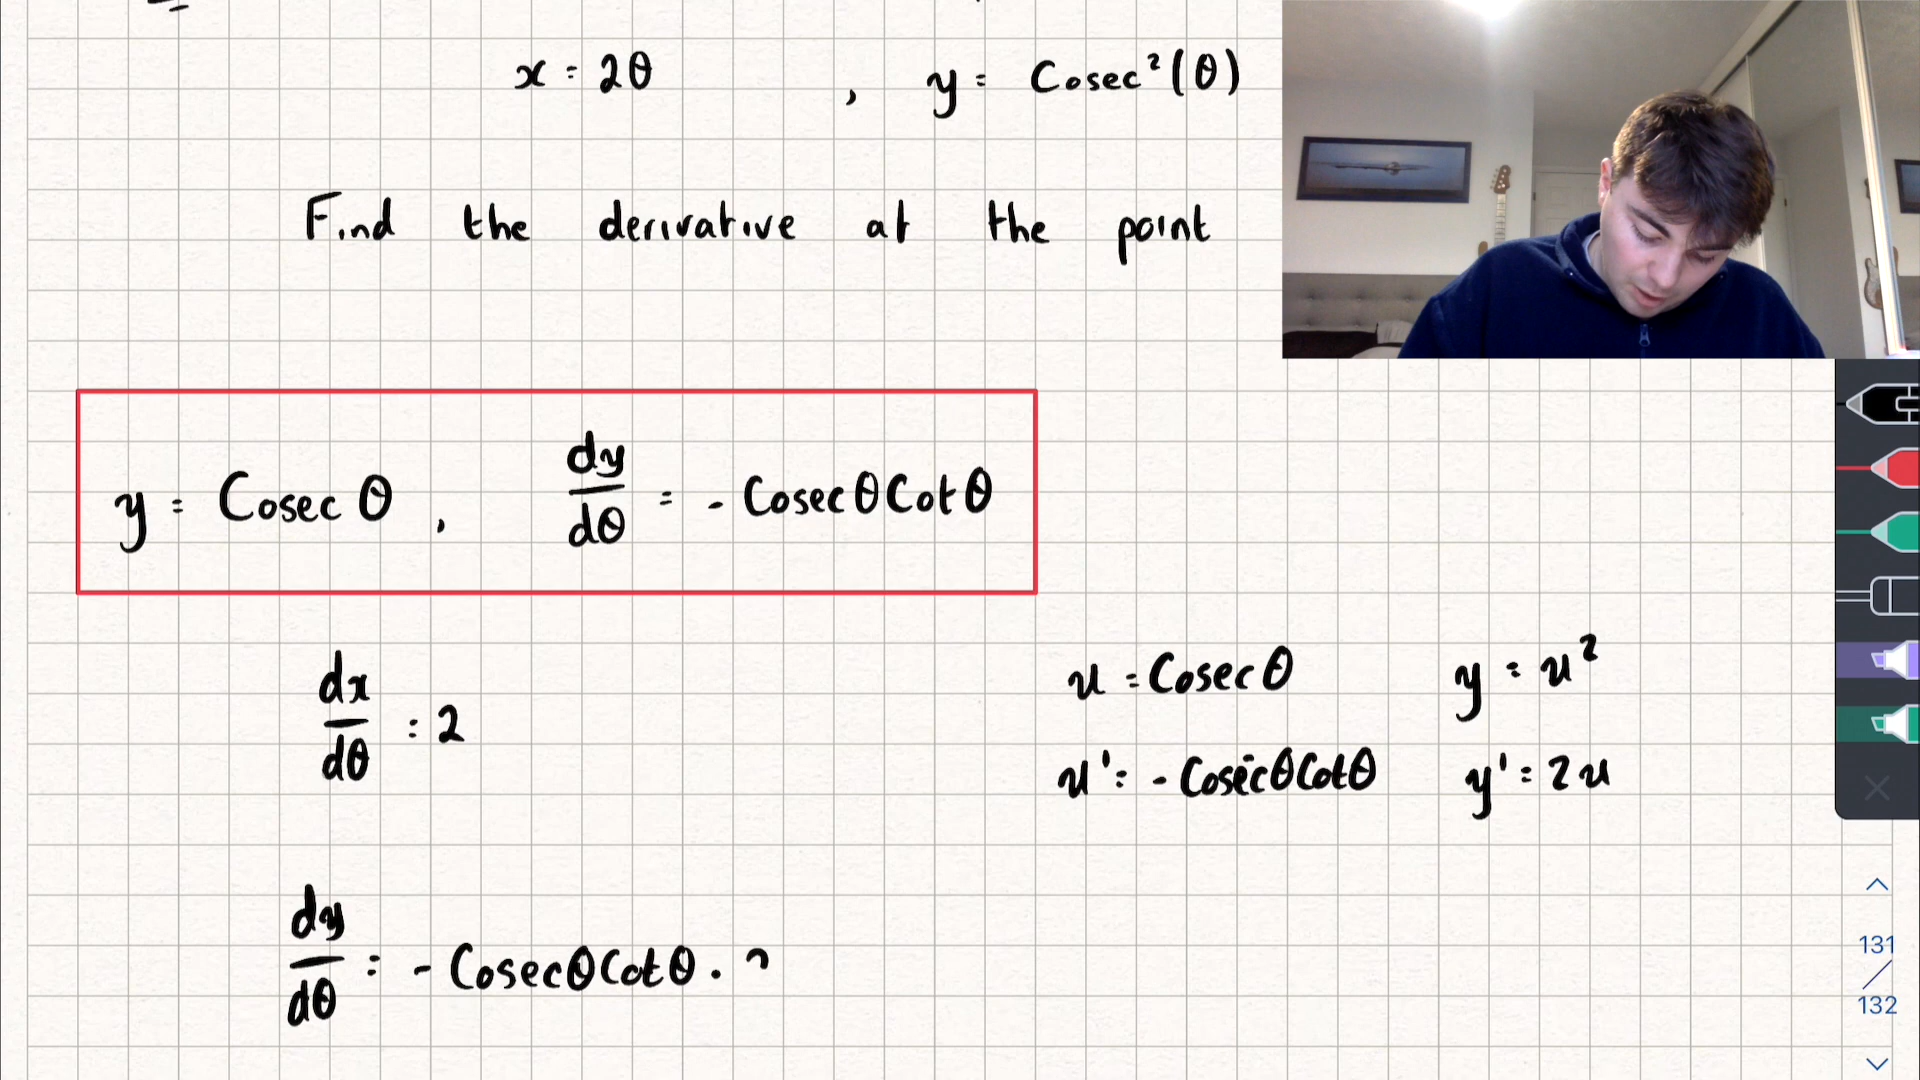 x = 2θ , y = Cosec²(θ)
Find the derivative at the point
y = Cosec θ , dy/dθ = - Cosec θ Cot θ
dx/dθ = 2
u = Cosec θ y = u²
u' = - Cosec θ Cot θ y' = 2u
dy/dθ = - Cosec θ Cot θ .
131
/
132